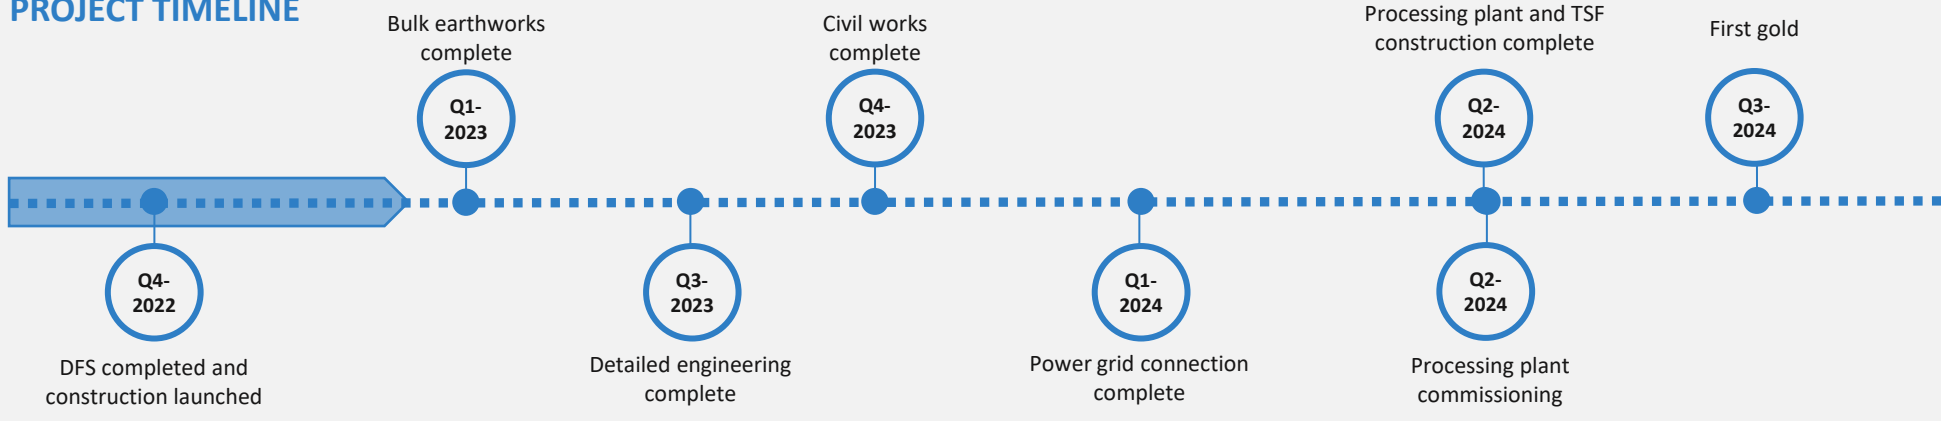 PROJECT TIMELINE
Bulk earthworks
complete
Q1-
2023
Civil works
complete
Q4-
2023
Processing plant and TSF
construction complete
Q2-
2024
First gold
Q3-
2024
Q4-
2022
DFS completed and
construction launched
Q3-
2023
Detailed engineering
complete
Q1-
2024
Power grid connection
complete
Q2-
2024
Processing plant
commissioning